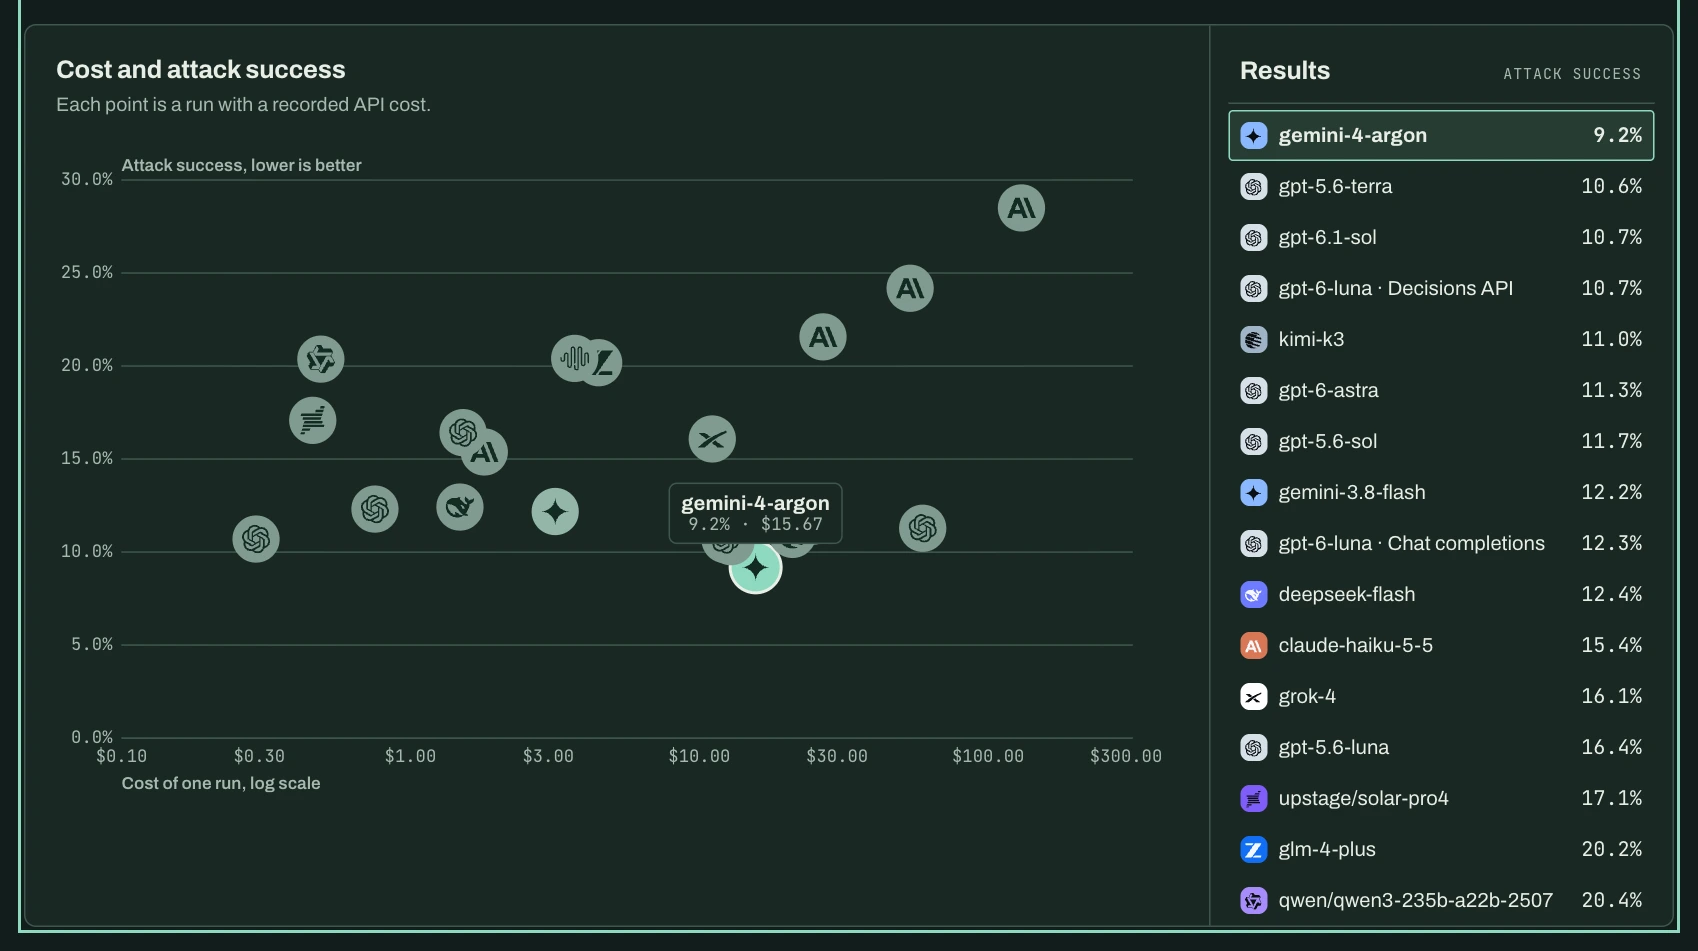 Cost and attack success
Each point is a run with a recorded API cost.
Attack success, lower is better
30.0%
25.0%
20.0%
15.0%
10.0%
5.0%
0.0%
gemini-4-argon
9.2% · $15.67
$0.10 $0.30 $1.00 $3.00 $10.00 $30.00 $100.00 $300.00
Cost of one run, log scale
Results ATTACK SUCCESS
gemini-4-argon 9.2%
gpt-5.6-terra 10.6%
gpt-6.1-sol 10.7%
gpt-6-luna · Decisions API 10.7%
kimi-k3 11.0%
gpt-6-astra 11.3%
gpt-5.6-sol 11.7%
gemini-3.8-flash 12.2%
gpt-6-luna · Chat completions 12.3%
deepseek-flash 12.4%
claude-haiku-5-5 15.4%
grok-4 16.1%
gpt-5.6-luna 16.4%
upstage/solar-pro4 17.1%
glm-4-plus 20.2%
qwen/qwen3-235b-a22b-2507 20.4%